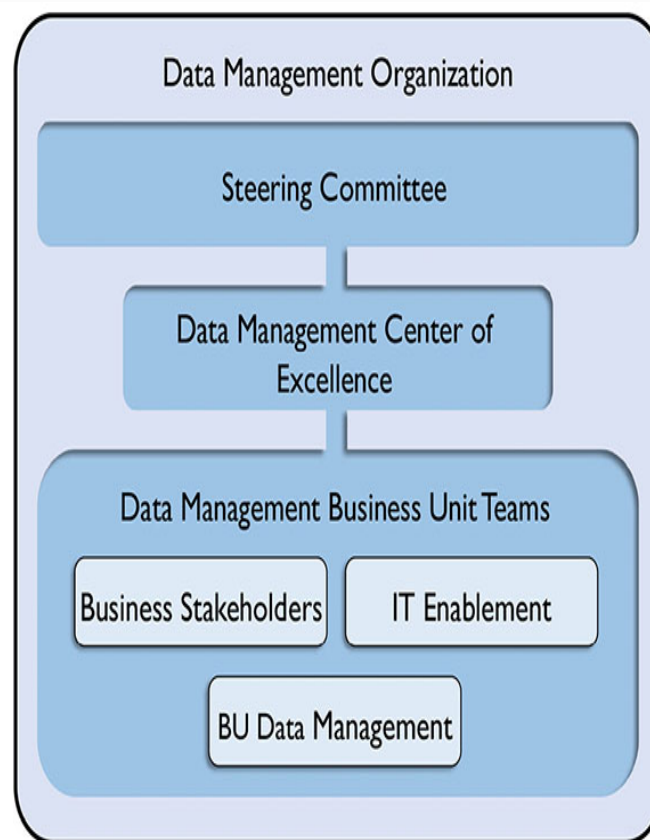 Data Management Organization
Steering Committee
Data Management Center of
Excellence
Data Management Business Unit Teams
Business Stakeholders
IT Enablement
BU Data Management